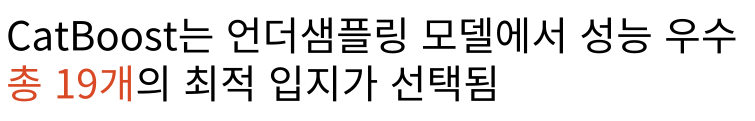 CatBoost는 언더샘플링 모델에서 성능 우수
총 19개의 최적 입지가 선택됨